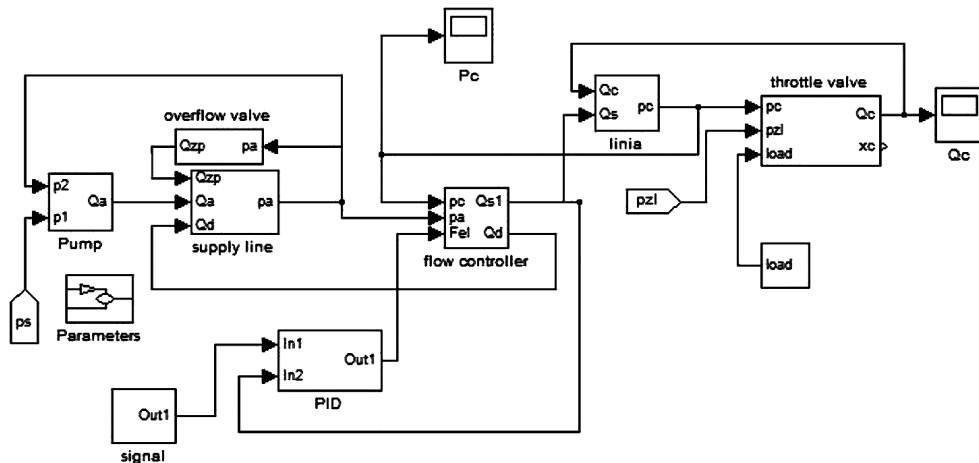 Pc
throttle valve
Qc
Qs
pc
linia
pc
pzl
load
Qc
xc
Qc
overflow valve
Qzp
pa
p2
p1
Qa
Pump
Qzp
Qa
Qd
pa
supply line
pc
pa
Fel
Qs1
Qd
flow controller
pzl
load
ps
Parameters
In1
In2
Out1
PID
Out1
signal